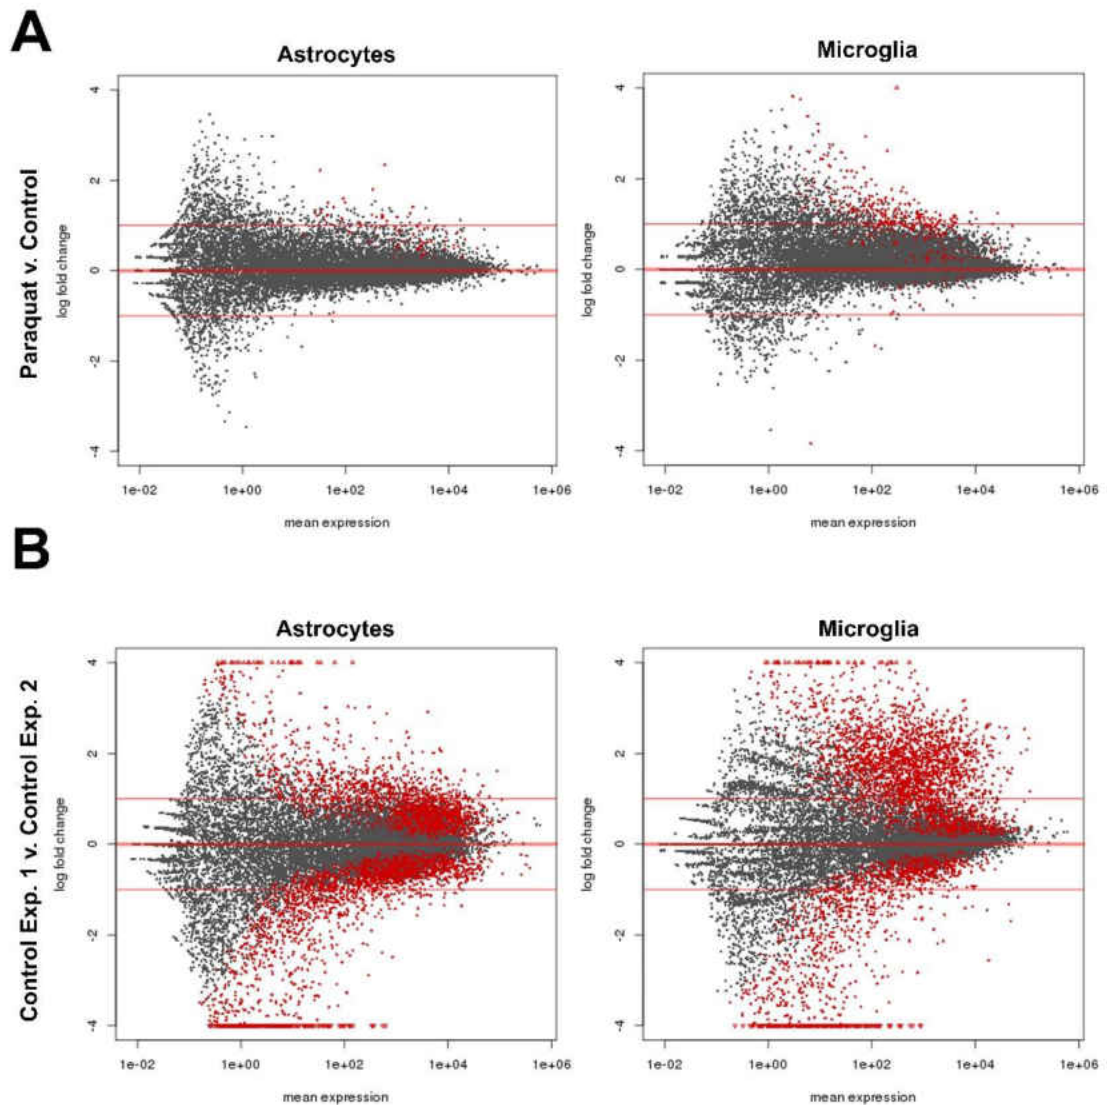 A
Astrocytes
Microglia
Paraquat v. Control
log fold change
4
2
0
-2
-4
1e-02 1e+00 1e+02 1e+04 1e+06
mean expression
log fold change
4
2
0
-2
-4
1e-02 1e+00 1e+02 1e+04 1e+06
mean expression
B
Astrocytes
Microglia
Control Exp. 1 v. Control Exp. 2
log fold change
4
2
0
-2
-4
1e-02 1e+00 1e+02 1e+04 1e+06
mean expression
log fold change
4
2
0
-2
-4
1e-02 1e+00 1e+02 1e+04 1e+06
mean expression